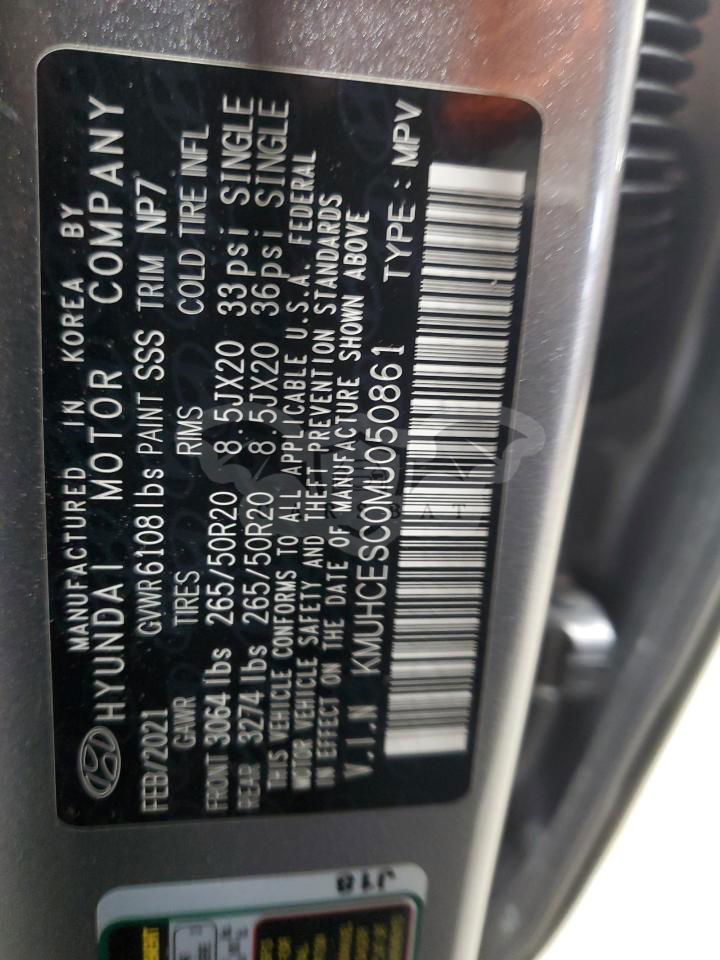 MANUFACTURED IN KOREA BY
HYUNDAI MOTOR COMPANY
FEB/2021 GVWR 6108 lbs PAINT SSS TRIM NP7
GAWR TIRES RIMS COLD TIRE INFL
FRONT 3064 lbs 265/50R20 8.5JX20 33psi SINGLE
REAR 3274 lbs 265/50R20 8.5JX20 36psi SINGLE
THIS VEHICLE CONFORMS TO ALL APPLICABLE U.S.A. FEDERAL
MOTOR VEHICLE SAFETY AND THEFT PREVENTION STANDARDS
IN EFFECT ON THE DATE OF MANUFACTURE SHOWN ABOVE
V.I.N KMUHCESC0MU050861 TYPE : MPV
J18